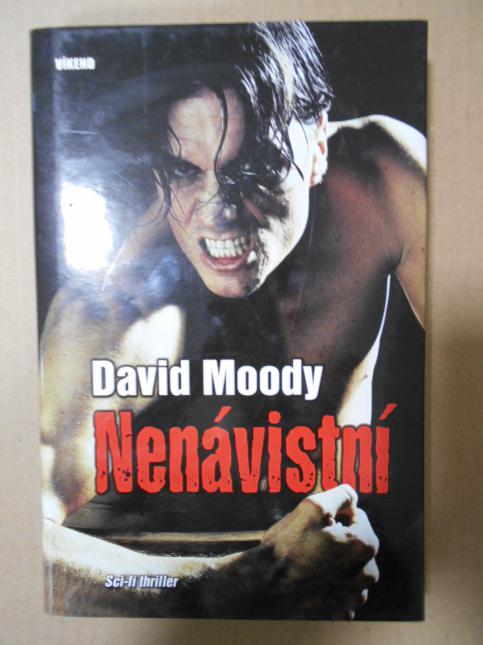 VÍKEND
David Moody
Nenávistní
Sci-fi thriller